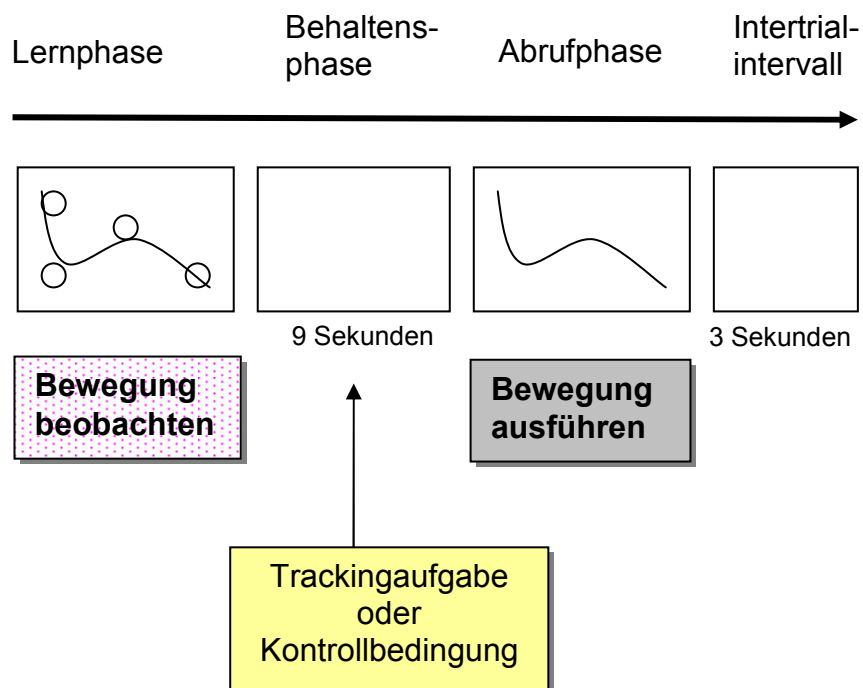 Lernphase
Behaltens-
phase
Abrufphase
Intertrial-
intervall
9 Sekunden
3 Sekunden
Bewegung
beobachten
Bewegung
ausführen
Trackingaufgabe
oder
Kontrollbedingung